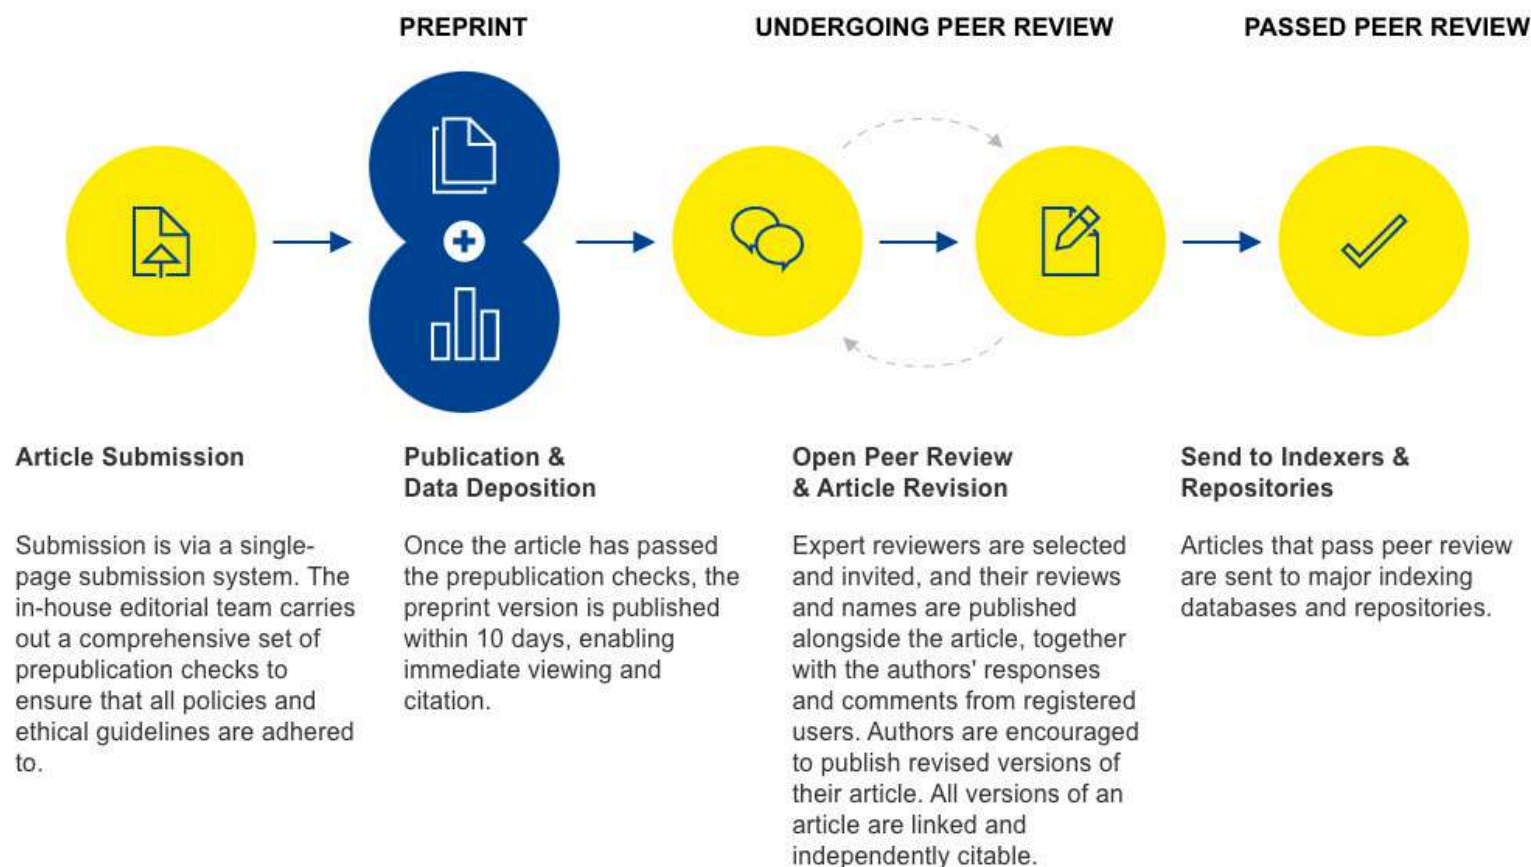 PREPRINT
UNDERGOING PEER REVIEW
PASSED PEER REVIEW
Article Submission
Submission is via a single-
page submission system. The
in-house editorial team carries
out a comprehensive set of
prepublication checks to
ensure that all policies and
ethical guidelines are adhered
to.
Publication &
Data Deposition
Once the article has passed
the prepublication checks, the
preprint version is published
within 10 days, enabling
immediate viewing and
citation.
Open Peer Review
& Article Revision
Expert reviewers are selected
and invited, and their reviews
and names are published
alongside the article, together
with the authors' responses
and comments from registered
users. Authors are encouraged
to publish revised versions of
their article. All versions of an
article are linked and
independently citable.
Send to Indexers &
Repositories
Articles that pass peer review
are sent to major indexing
databases and repositories.